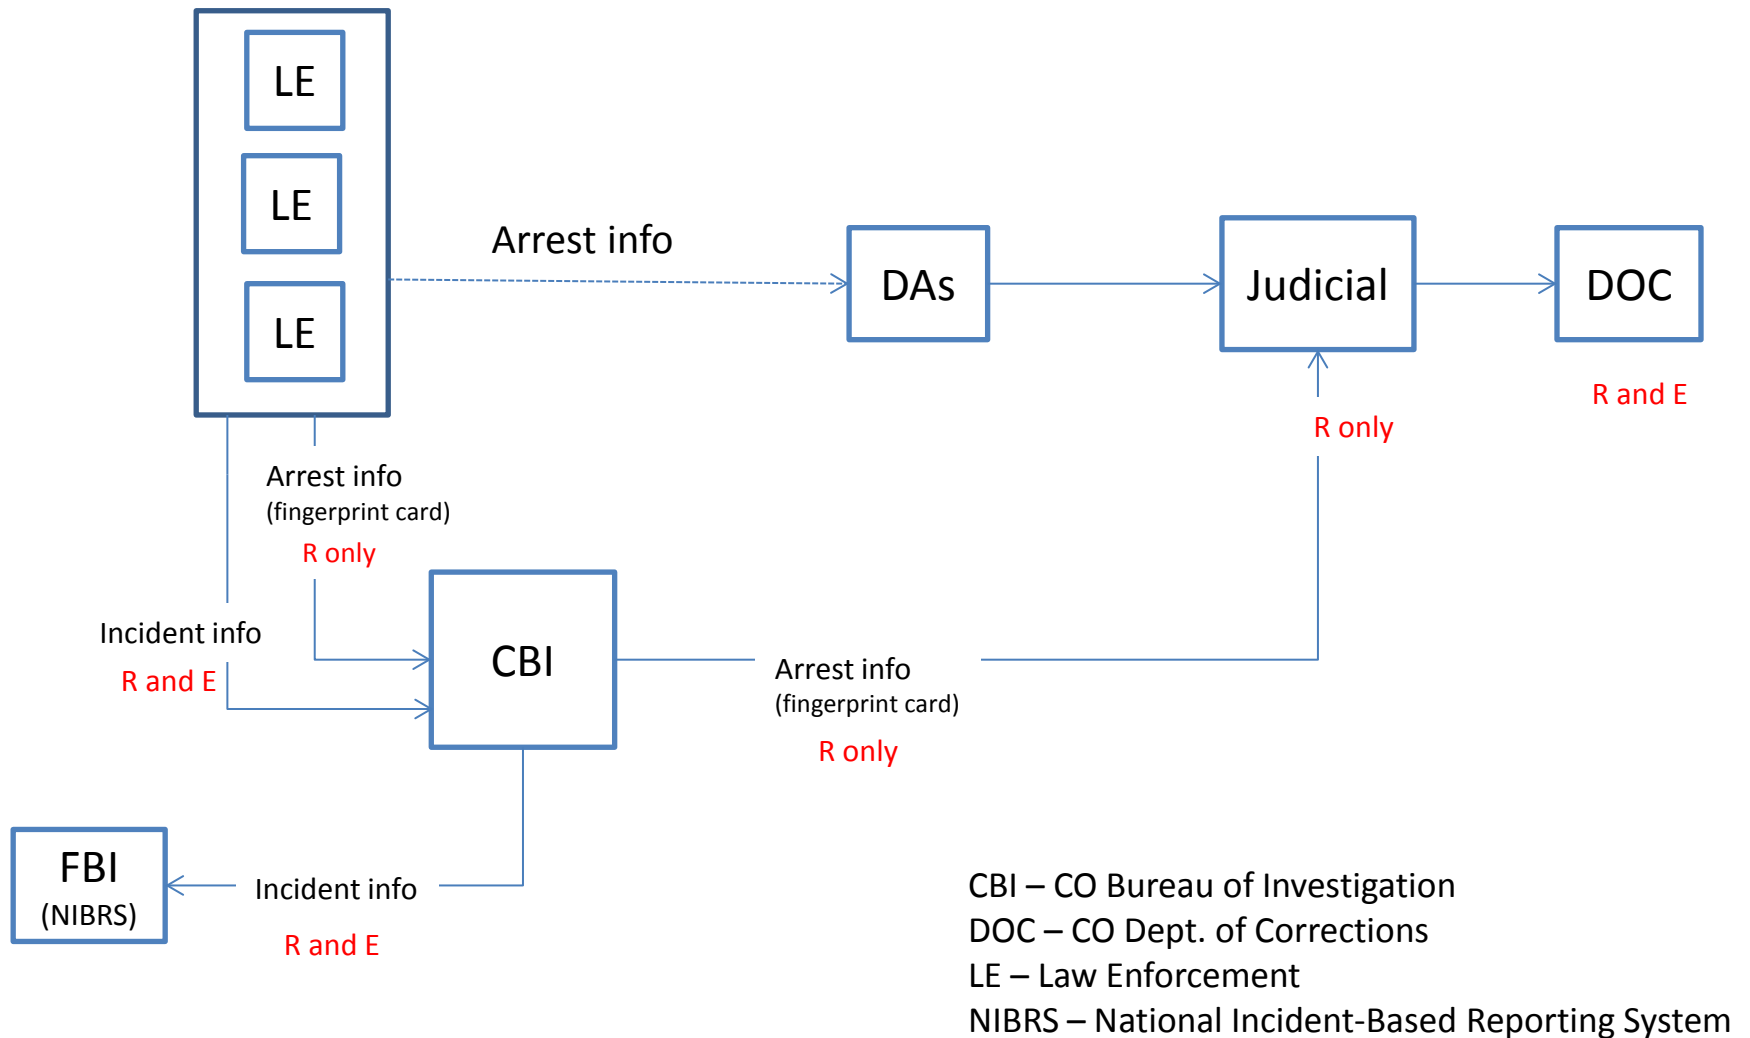 LE
LE
LE
Arrest info
DAs
Judicial
DOC
R and E
R only
Arrest info
(fingerprint card)
R only
Incident info
R and E
CBI
Arrest info
(fingerprint card)
R only
FBI
(NIBRS)
Incident info
R and E
CBI – CO Bureau of Investigation
DOC – CO Dept. of Corrections
LE – Law Enforcement
NIBRS – National Incident-Based Reporting System